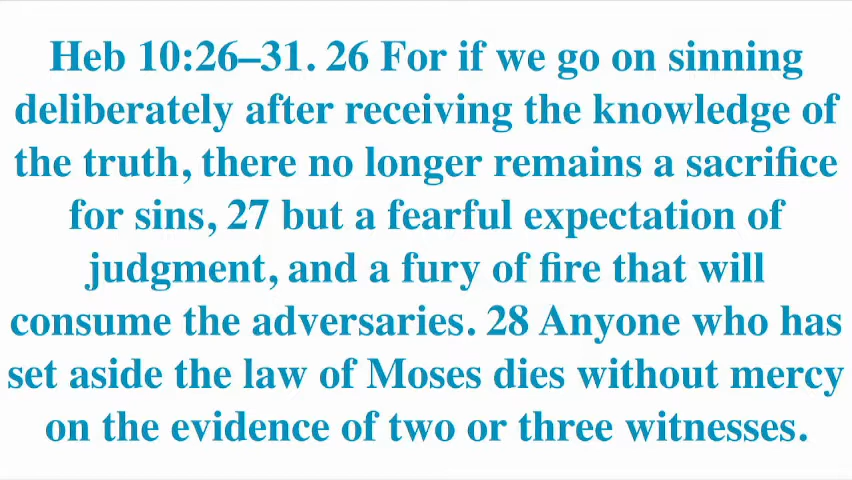 Heb 10:26–31. 26 For if we go on sinning
deliberately after receiving the knowledge of
the truth, there no longer remains a sacrifice
for sins, 27 but a fearful expectation of
judgment, and a fury of fire that will
consume the adversaries. 28 Anyone who has
set aside the law of Moses dies without mercy
on the evidence of two or three witnesses.